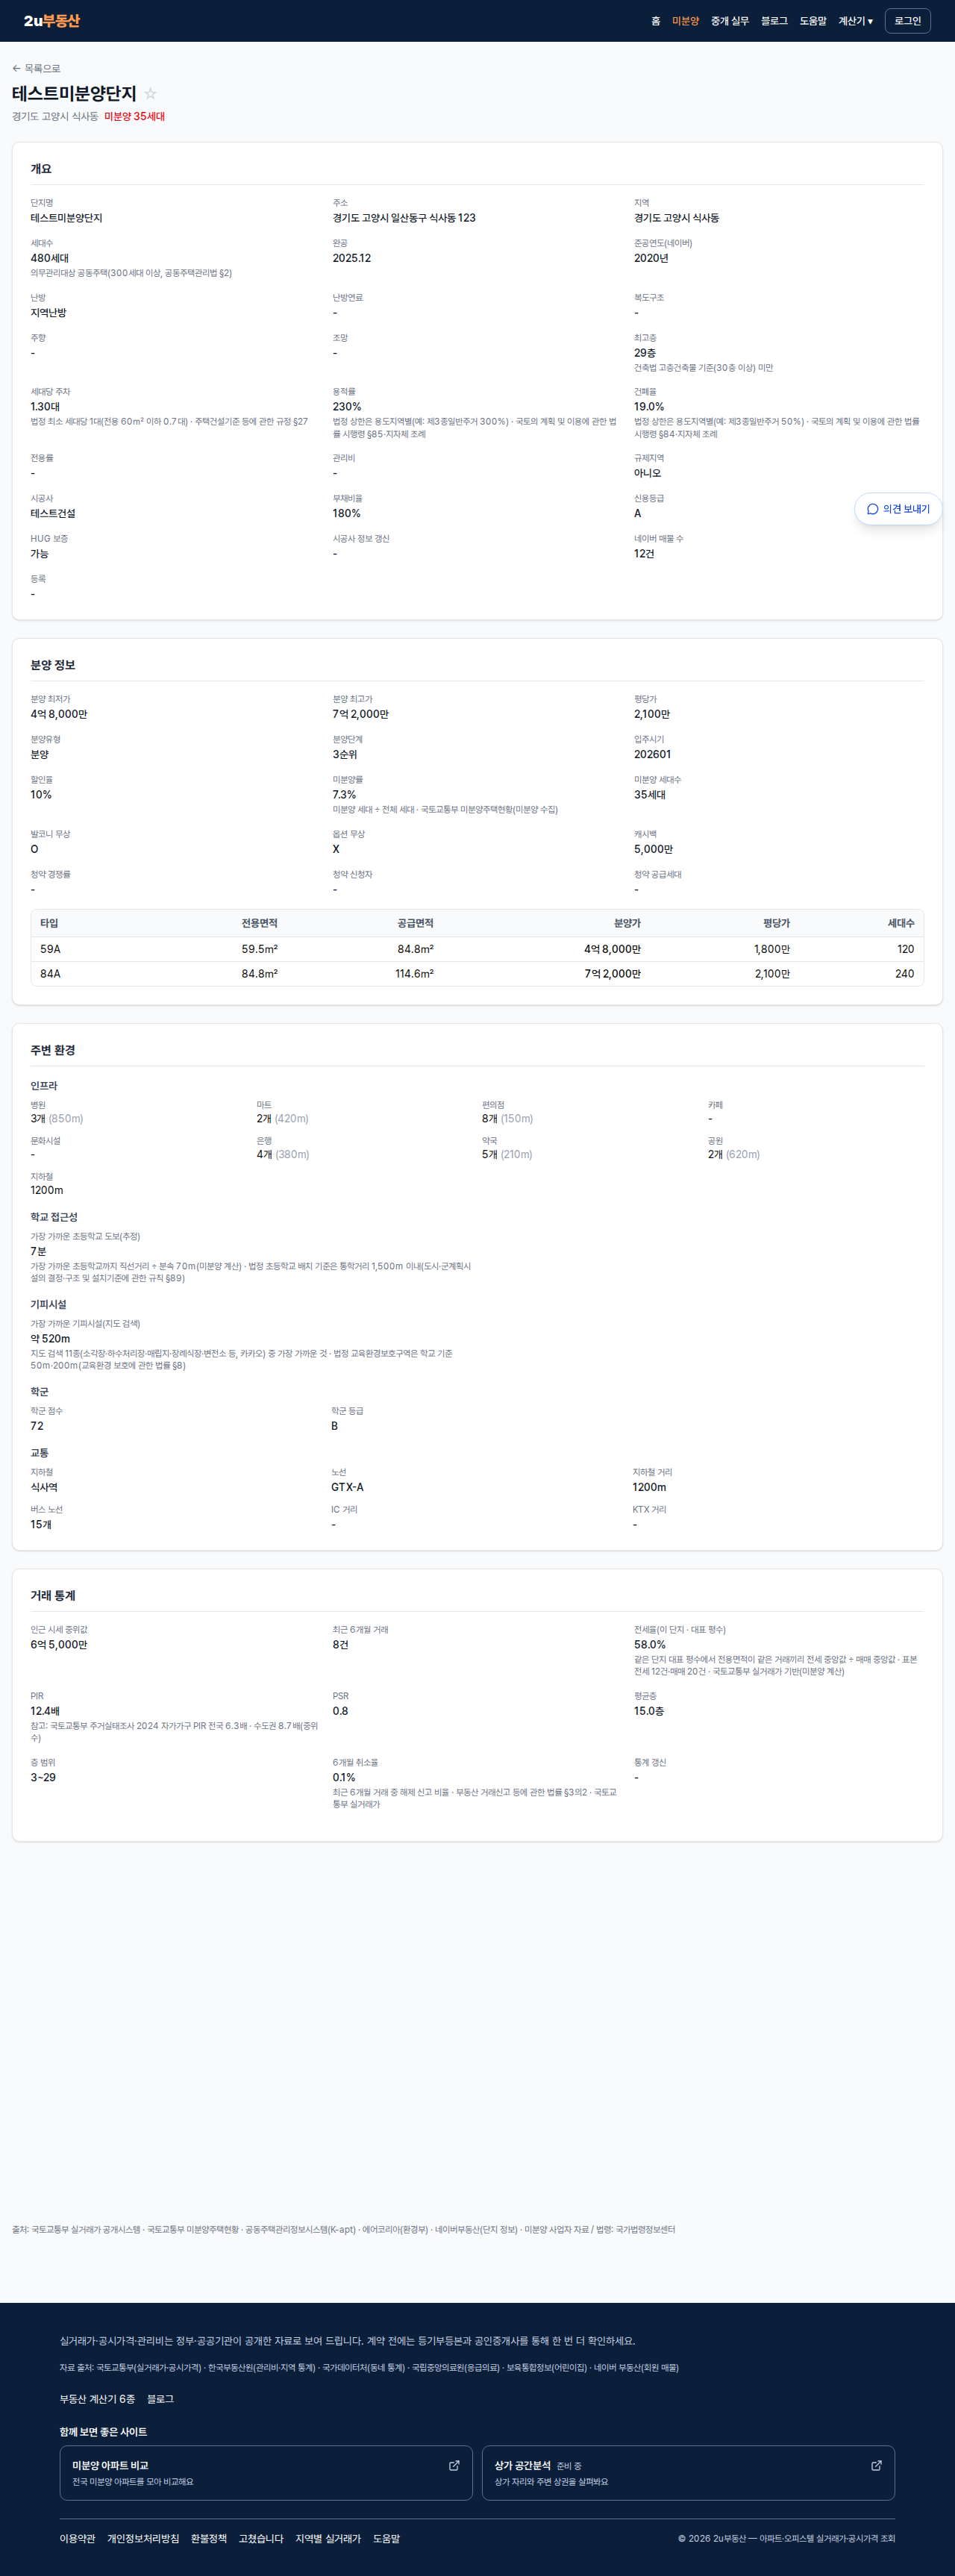 2u부동산
홈 미분양 중개 실무 블로그 도움말 계산기 ▾ 로그인
← 목록으로
테스트미분양단지 ☆
경기도 고양시 식사동 미분양 35세대
개요
단지명 주소 지역
테스트미분양단지 경기도 고양시 일산동구 식사동 123 경기도 고양시 식사동
세대수 완공 준공연도(네이버)
480세대 2025.12 2020년
의무관리대상 공동주택(300세대 이상, 공동주택관리법 §2)
난방 난방연료 복도구조
지역난방 - -
주향 조망 최고층
- - 29층
건축법 고층건축물 기준(30층 이상) 미만
세대당 주차 용적률 건폐율
1.30대 230% 19.0%
법정 최소 세대당 1대(전용 60m² 이하 0.7대) · 주택건설기준 등에 관한 규정 §27 법정 상한은 용도지역별(예: 제3종일반주거 300%) · 국토의 계획 및 이용에 관한 법 법정 상한은 용도지역별(예: 제3종일반주거 50%) · 국토의 계획 및 이용에 관한 법률
률 시행령 §85·지자체 조례 시행령 §84·지자체 조례
전용률 관리비 규제지역
- - 아니오
시공사 부채비율 신용등급
테스트건설 180% A
의견 보내기
HUG 보증 시공사 정보 갱신 네이버 매물 수
가능 - 12건
등록
-
분양 정보
분양 최저가 분양 최고가 평당가
4억 8,000만 7억 2,000만 2,100만
분양유형 분양단계 입주시기
분양 3순위 202601
할인율 미분양률 미분양 세대수
10% 7.3% 35세대
미분양 세대 ÷ 전체 세대 · 국토교통부 미분양주택현황(미분양 수집)
발코니 무상 옵션 무상 캐시백
O X 5,000만
청약 경쟁률 청약 신청자 청약 공급세대
- - -
타입 전용면적 공급면적 분양가 평당가 세대수
59A 59.5m² 84.8m² 4억 8,000만 1,800만 120
84A 84.8m² 114.6m² 7억 2,000만 2,100만 240
주변 환경
인프라
병원 마트 편의점 카페
3개 (850m) 2개 (420m) 8개 (150m) -
문화시설 은행 약국 공원
- 4개 (380m) 5개 (210m) 2개 (620m)
지하철
1200m
학교 접근성
가장 가까운 초등학교 도보(추정)
7분
가장 가까운 초등학교까지 직선거리 ÷ 분속 70m(미분양 계산) · 법정 초등학교 배치 기준은 통학거리 1,500m 이내(도시·군계획시
설의 결정·구조 및 설치기준에 관한 규칙 §89)
기피시설
가장 가까운 기피시설(지도 검색)
약 520m
지도 검색 11종(소각장·하수처리장·매립지·장례식장·변전소 등, 카카오) 중 가장 가까운 것 · 법정 교육환경보호구역은 학교 기준
50m·200m(교육환경 보호에 관한 법률 §8)
학군
학군 점수 학군 등급
72 B
교통
지하철 노선 지하철 거리
식사역 GTX-A 1200m
버스 노선 IC 거리 KTX 거리
15개 - -
거래 통계
인근 시세 중위값 최근 6개월 거래 전세율(이 단지 · 대표 평수)
6억 5,000만 8건 58.0%
같은 단지 대표 평수에서 전용면적이 같은 거래끼리 전세 중앙값 ÷ 매매 중앙값 · 표본
전세 12건·매매 20건 · 국토교통부 실거래가 기반(미분양 계산)
PIR PSR 평균층
12.4배 0.8 15.0층
참고: 국토교통부 주거실태조사 2024 자가가구 PIR 전국 6.3배 · 수도권 8.7배(중위
수)
층 범위 6개월 취소율 통계 갱신
3~29 0.1% -
최근 6개월 거래 중 해제 신고 비율 · 부동산 거래신고 등에 관한 법률 §3의2 · 국토교
통부 실거래가
출처: 국토교통부 실거래가 공개시스템 · 국토교통부 미분양주택현황 · 공동주택관리정보시스템(K-apt) · 에어코리아(환경부) · 네이버부동산(단지 정보) · 미분양 사업자 자료 / 법령: 국가법령정보센터
실거래가·공시가격·관리비는 정부·공공기관이 공개한 자료로 보여 드립니다. 계약 전에는 등기부등본과 공인중개사를 통해 한 번 더 확인하세요.
자료 출처: 국토교통부(실거래가·공시가격) · 한국부동산원(관리비·지역 통계) · 국가데이터처(동네 통계) · 국립중앙의료원(응급의료) · 보육통합정보(어린이집) · 네이버 부동산(회원 매물)
부동산 계산기 6종 블로그
함께 보면 좋은 사이트
미분양 아파트 비교 상가 공간분석 준비 중
전국 미분양 아파트를 모아 비교해요 상가 자리와 주변 상권을 살펴봐요
이용약관 개인정보처리방침 환불정책 고쳤습니다 지역별 실거래가 도움말 © 2026 2u부동산 — 아파트·오피스텔 실거래가·공시가격 조회